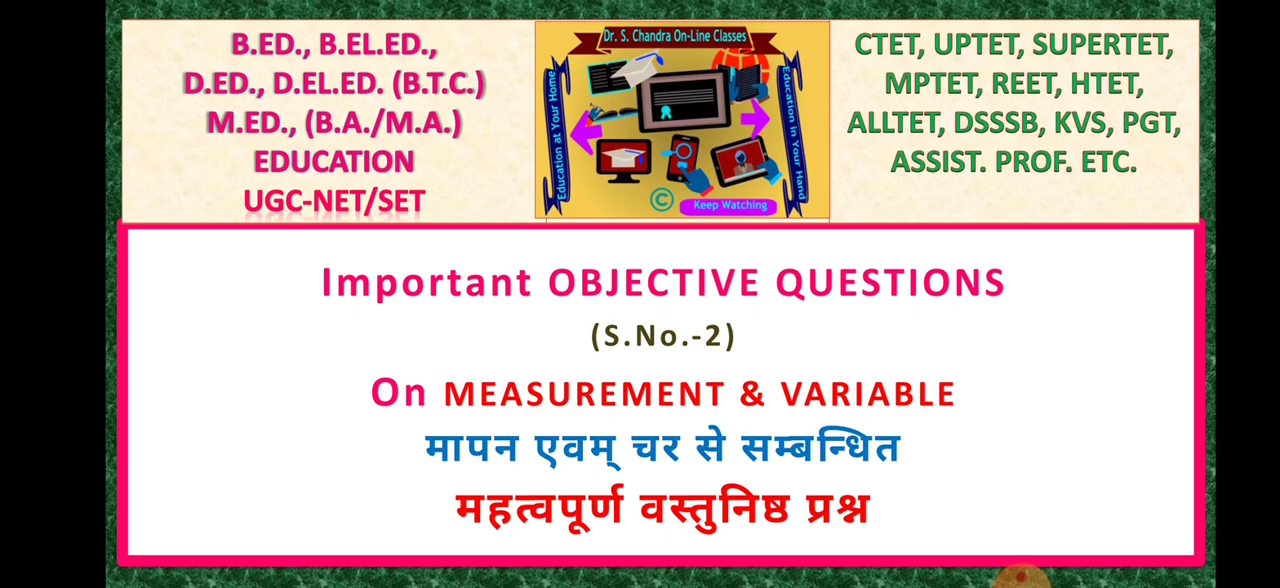 B.ED., B.EL.ED.,
D.ED., D.EL.ED. (B.T.C.)
M.ED., (B.A./M.A.)
EDUCATION
UGC-NET/SET
Dr. S. Chandra On-Line Classes
Education at Your Home
Education in Your Hand
© Keep Watching
CTET, UPTET, SUPERTET,
MPTET, REET, HTET,
ALLTET, DSSSB, KVS, PGT,
ASSIST. PROF. ETC.
Important OBJECTIVE QUESTIONS
(S.No.-2)
On MEASUREMENT & VARIABLE
मापन एवम् चर से सम्बन्धित
महत्वपूर्ण वस्तुनिष्ठ प्रश्न